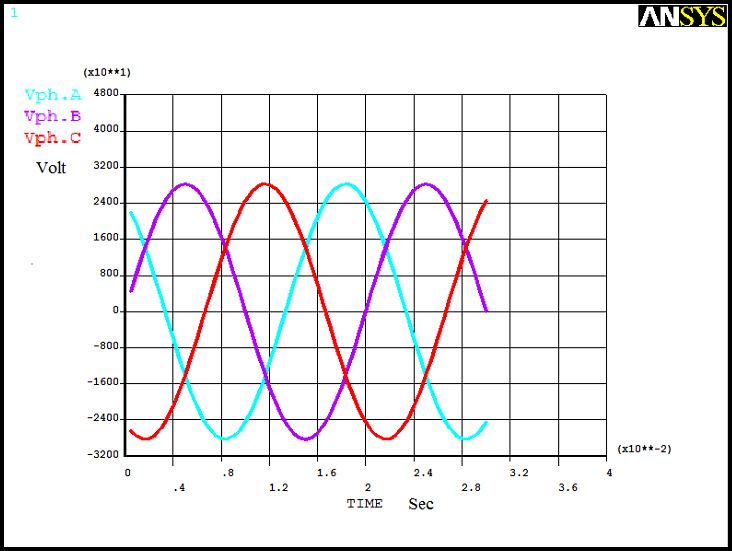 1
ANSYS
(x10**1)
Vph.A
Vph.B
Vph.C
Volt
4800
4000
3200
2400
1600
800
0
-800
-1600
-2400
-3200
(x10**-2)
0 .8 1.6 2.4 3.2 4
.4 1.2 2 2.8 3.6
TIME Sec